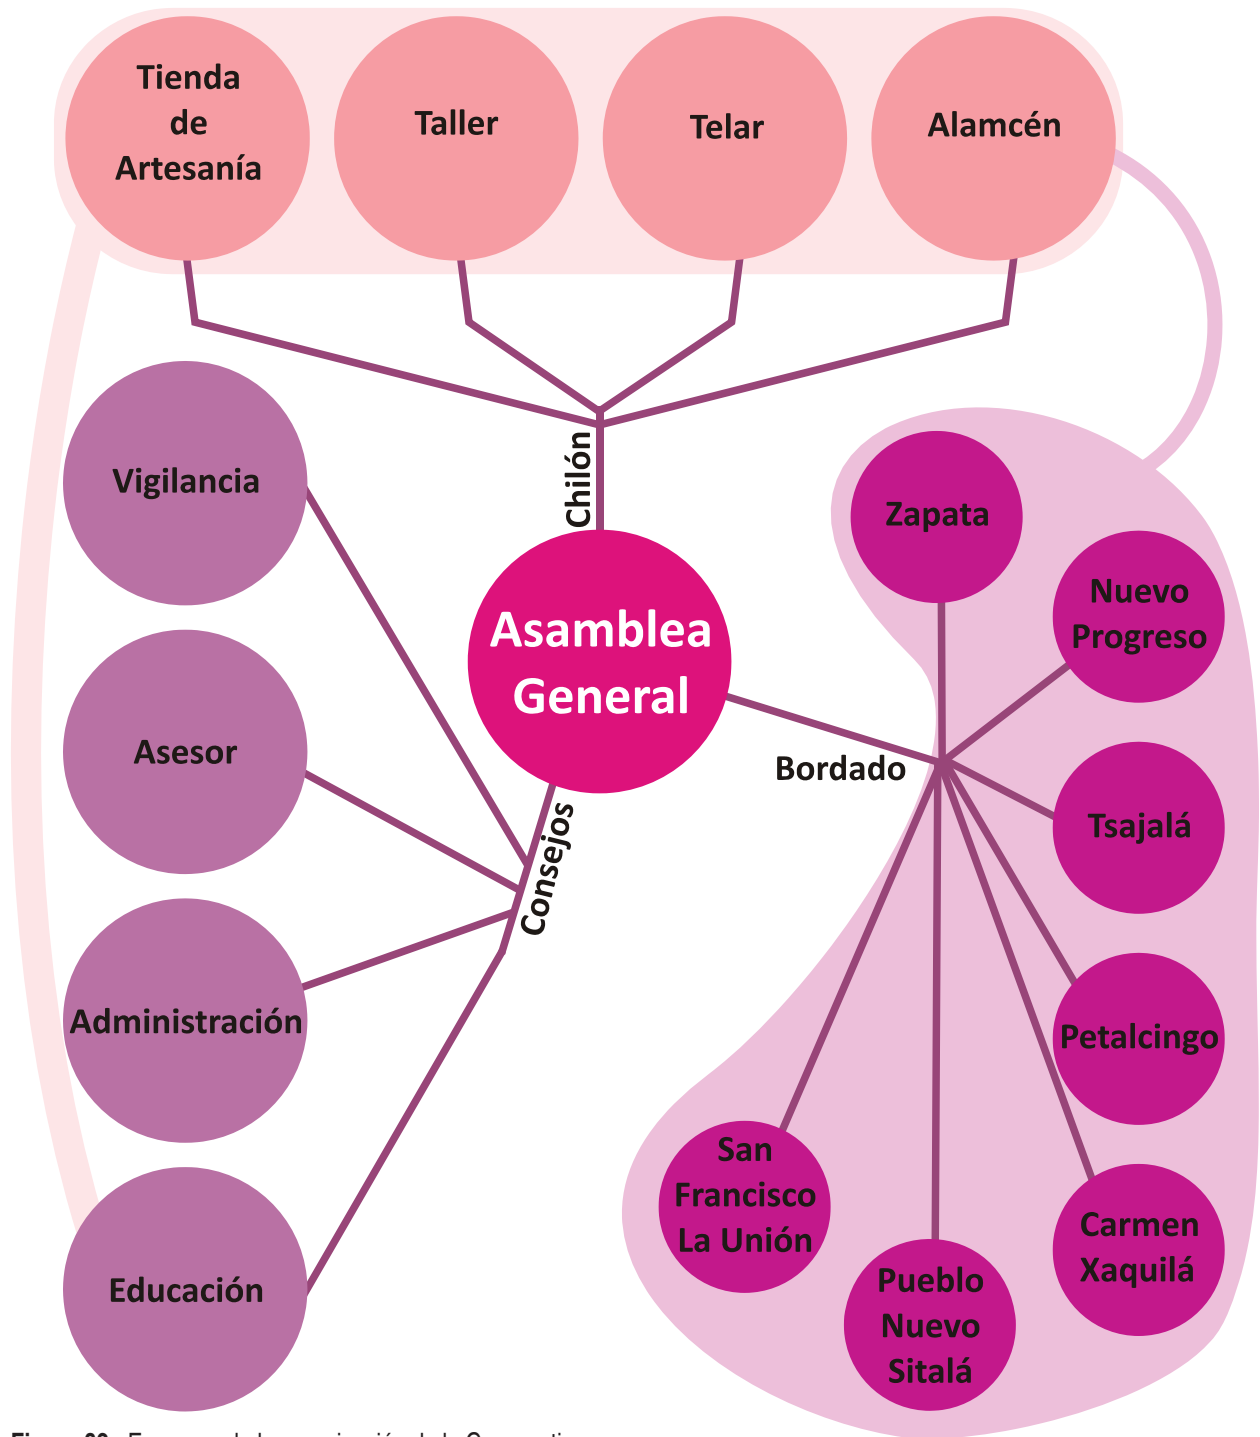 Tienda
de
Artesanía
Taller
Telar
Alamcén
Chilón
Vigilancia
Asesor
Administración
Educación
Asamblea
General
Consejos
Bordado
Zapata
Nuevo
Progreso
Tsajalá
Petalcingo
Carmen
Xaquilá
Pueblo
Nuevo
Sitalá
San
Francisco
La Unión